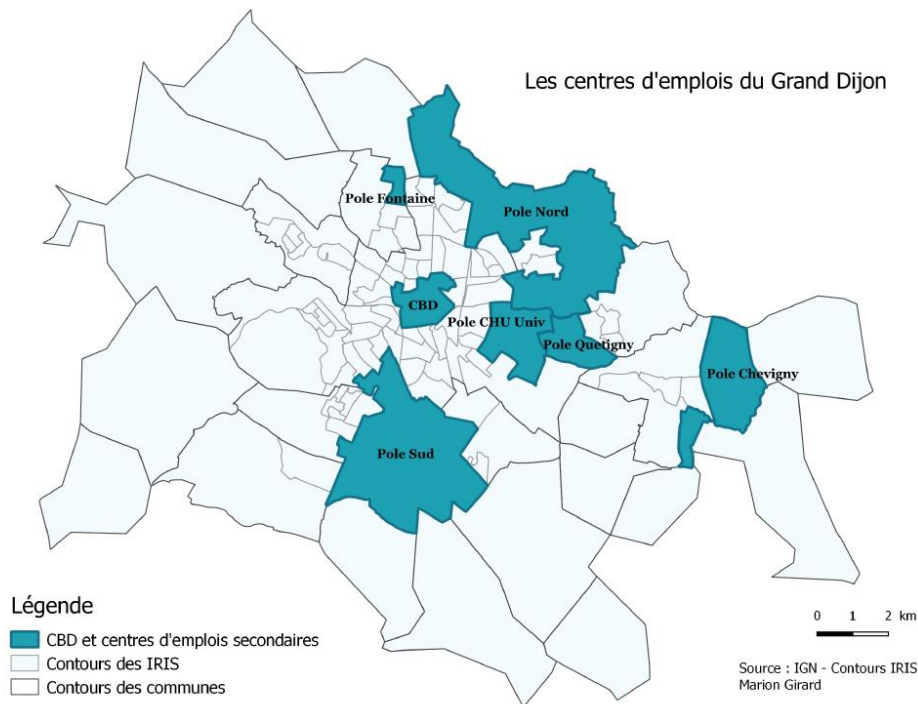 Les centres d'emplois du Grand Dijon
Pole Fontaine
Pole Nord
CBD
Pole CHU Univ
Pole Quetigny
Pole Chevigny
Pole Sud
Légende
CBD et centres d'emplois secondaires
Contours des IRIS
Contours des communes
0 1 2 km
Source : IGN - Contours IRIS
Marion Girard